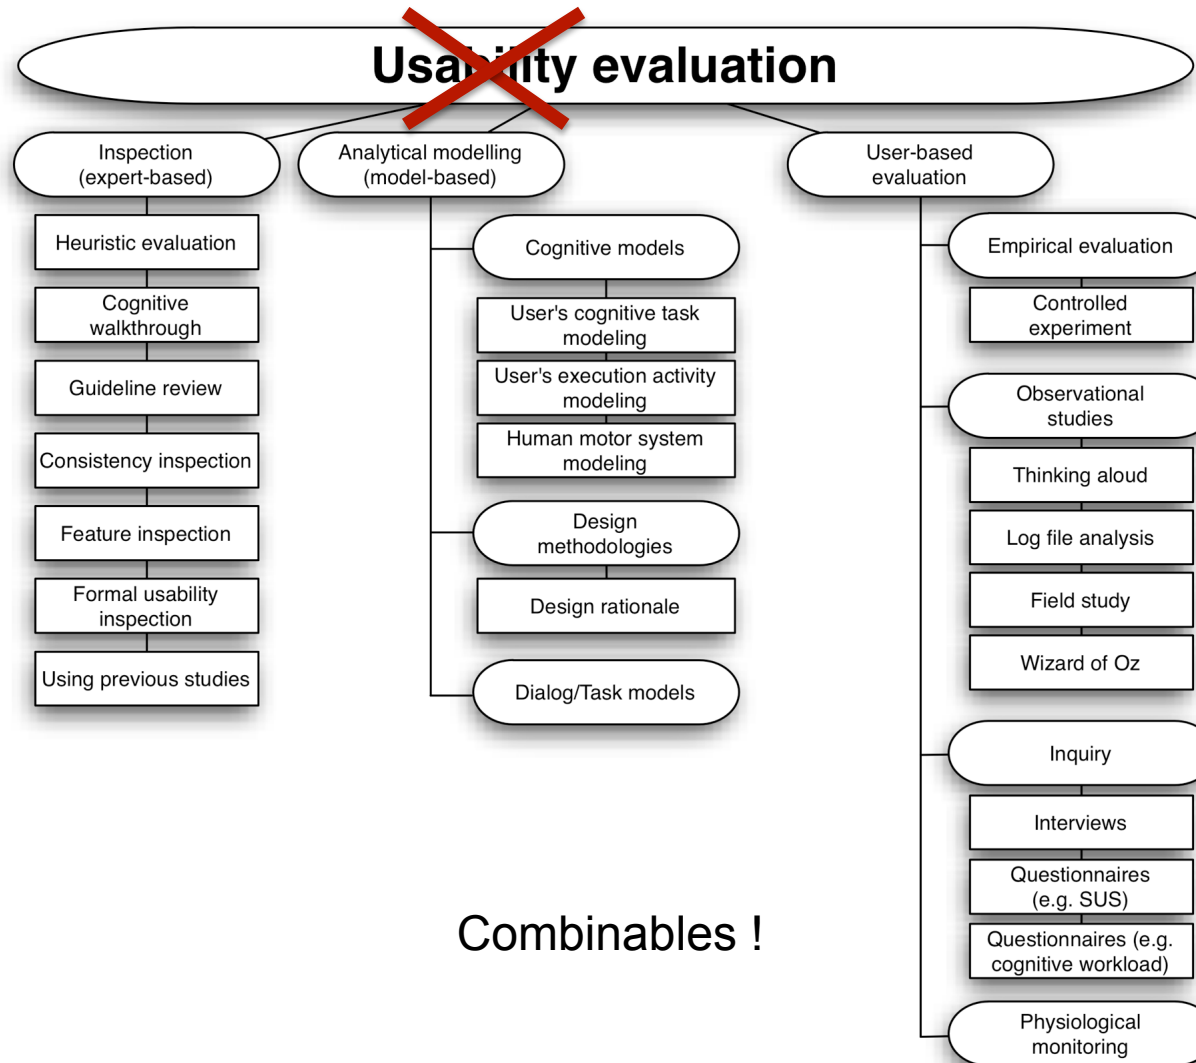 Usability evaluation
Inspection
(expert-based)
Heuristic evaluation
Cognitive
walkthrough
Guideline review
Consistency inspection
Feature inspection
Formal usability
inspection
Using previous studies
Analytical modelling
(model-based)
Cognitive models
User's cognitive task
modeling
User's execution activity
modeling
Human motor system
modeling
Design
methodologies
Design rationale
Dialog/Task models
User-based
evaluation
Empirical evaluation
Controlled
experiment
Observational
studies
Thinking aloud
Log file analysis
Field study
Wizard of Oz
Inquiry
Interviews
Questionnaires
(e.g. SUS)
Questionnaires (e.g.
cognitive workload)
Physiological
monitoring
Combinables !